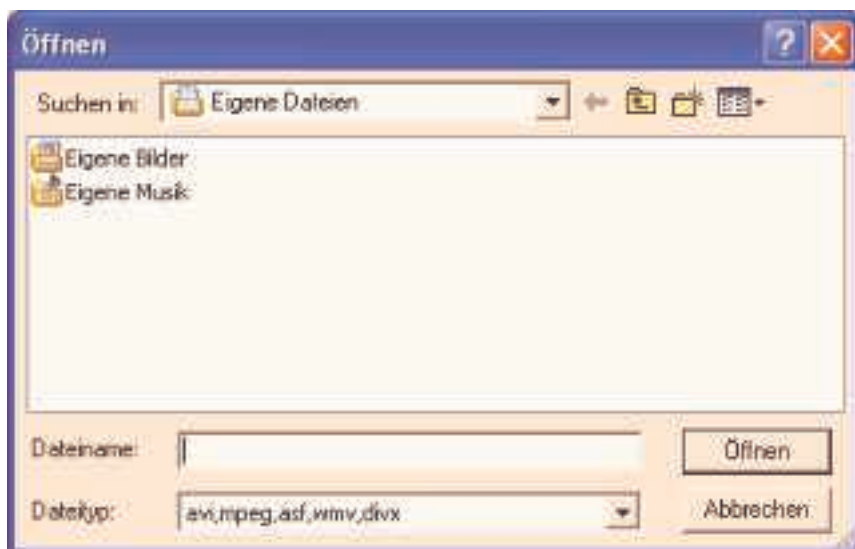 Öffnen
Suchen in: Eigene Dateien
Eigene Bilder
Eigene Musik
Dateiname: Öffnen
Dateityp: avi,mpeg,asf,wmv,divx Abbrechen